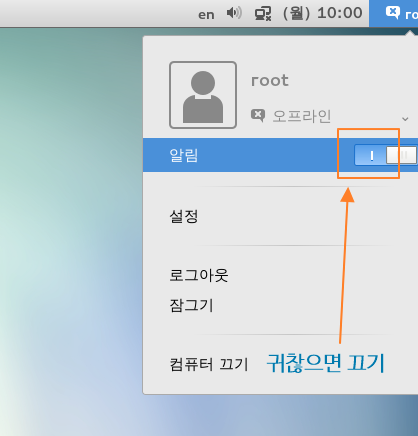 en (월) 10:00 ro
root
오프라인
알림
설정
로그아웃
잠그기
컴퓨터 끄기 귀찮으면 끄기